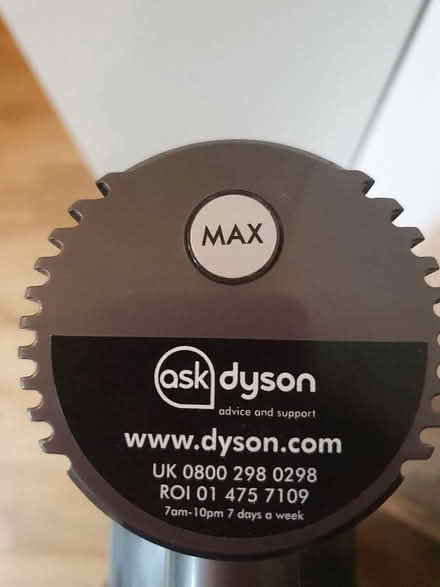 MAX
ask dyson
advice and support
www.dyson.com
UK 0800 298 0298
ROI 01 475 7109
7am-10pm 7 days a week